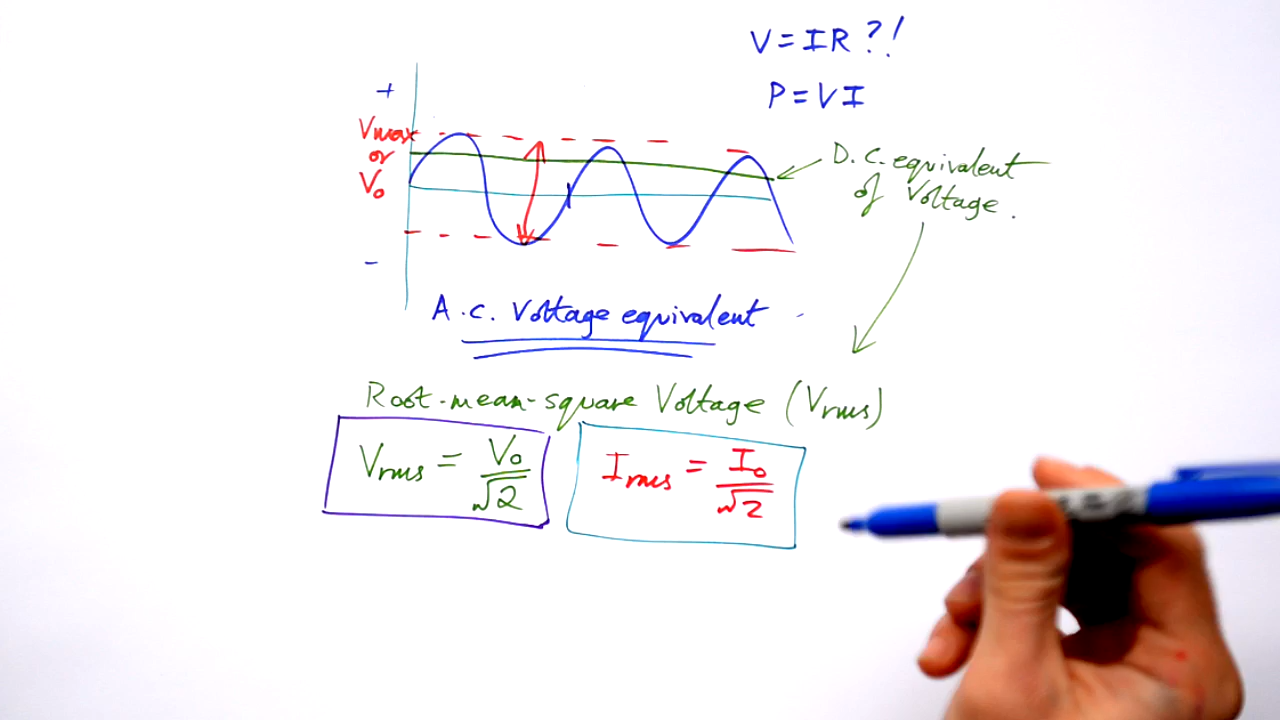 V = IR ?!
P = VI
+
Vmax
or
V₀
-
D.C. equivalent
of Voltage.
A.C. Voltage equivalent
Root-mean-square Voltage (Vrms)
Vrms = V₀/√2
Irms = I₀/√2